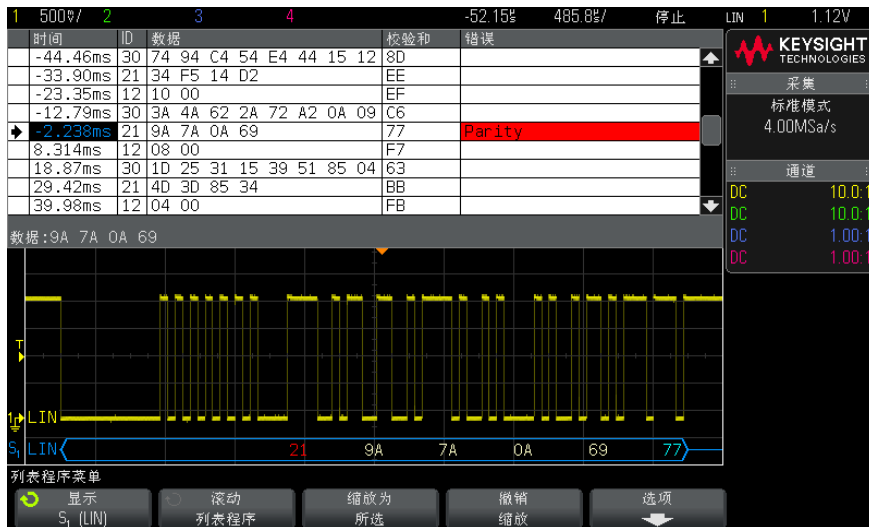 1 500▽/ 2 3 4 -52.15▽ 485.8▽/ 停止 LIN 1 1.12V
时间 ID 数据 校验和 错误
-44.46ms 30 74 94 C4 54 E4 44 15 12 8D
-33.90ms 21 34 F5 14 D2 EE
-23.35ms 12 10 00 EF
-12.79ms 30 3A 4A 62 2A 72 A2 0A 09 C6
-2.238ms 21 9A 7A 0A 69 77 Parity
8.314ms 12 08 00 F7
18.87ms 30 1D 25 31 15 39 51 85 04 63
29.42ms 21 4D 3D 85 34 BB
39.98ms 12 04 00 FB
数据:9A 7A 0A 69
KEYSIGHT
TECHNOLOGIES
采集
标准模式
4.00MSa/s
通道
DC 10.0:1
DC 10.0:1
DC 1.00:1
DC 1.00:1
T
1 LIN
S1 LIN 21 9A 7A 0A 69 77
列表程序菜单
显示 滚动 缩放为 撤销 选项
S1 (LIN) 列表程序 所选 缩放